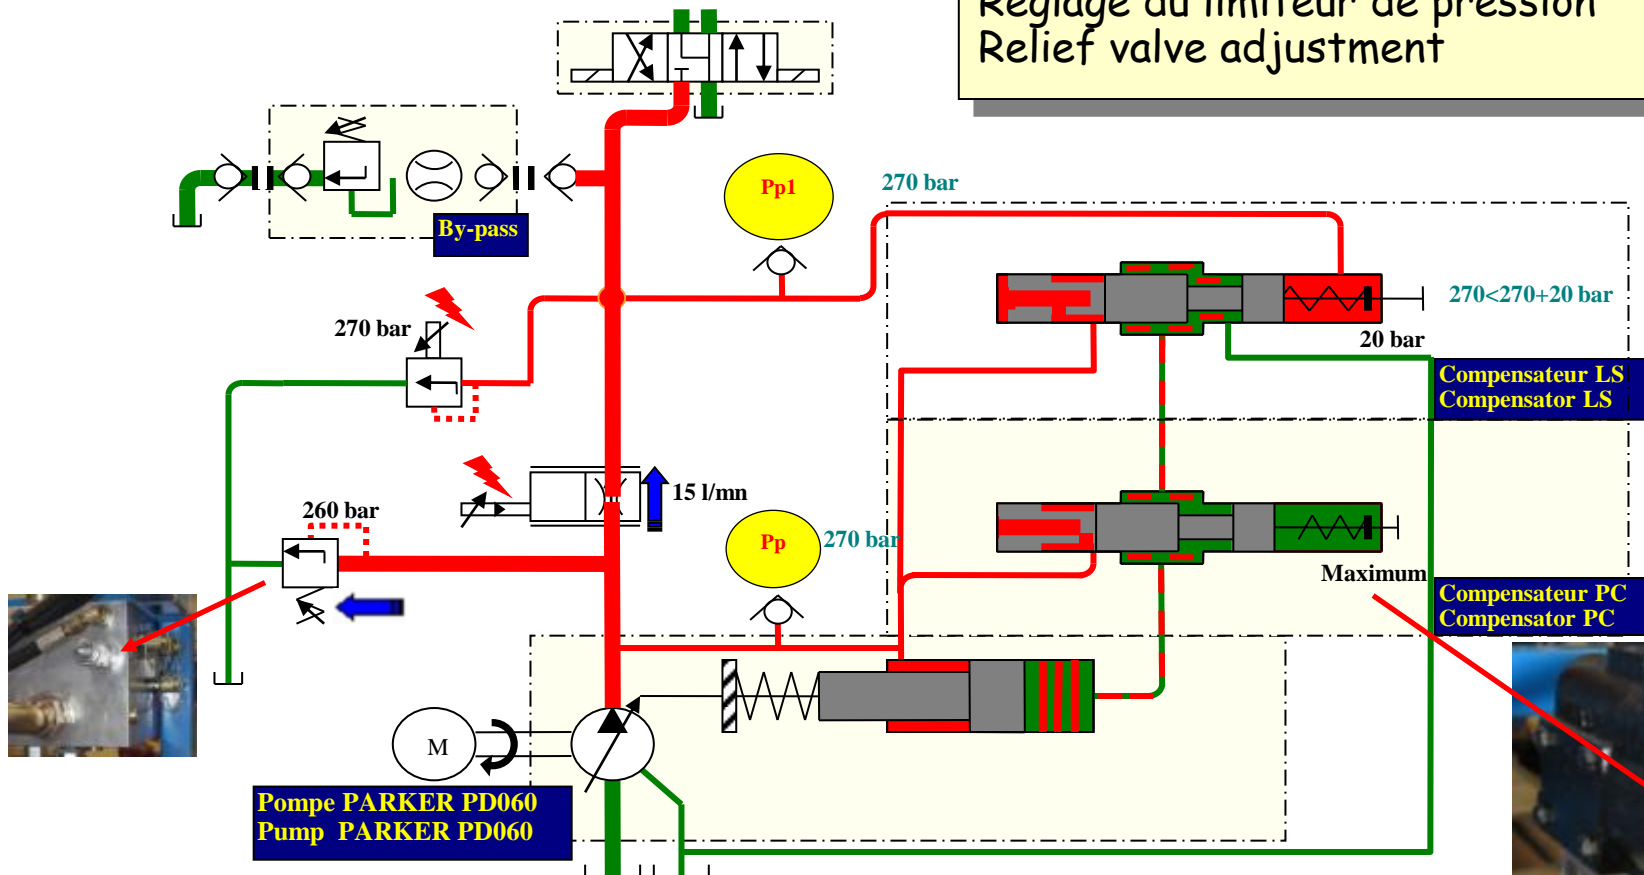 Réglage du limiteur de pression
Relief valve adjustment
Pp1
270 bar
By-pass
270 bar
270<270+20 bar
20 bar
Compensateur LS
Compensator LS
15 l/mn
260 bar
Pp
270 bar
Maximum
Compensateur PC
Compensator PC
M
Pompe PARKER PD060
Pump PARKER PD060